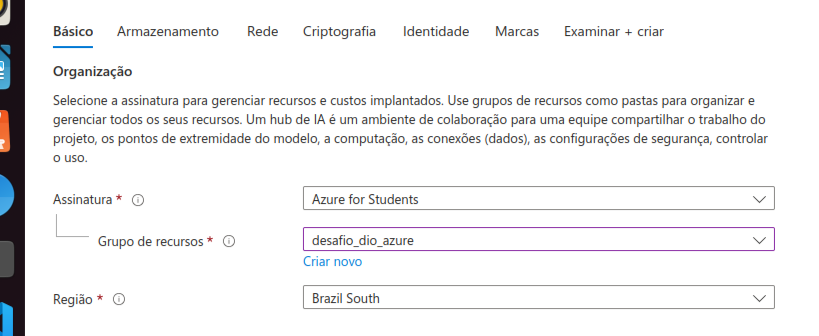 Básico Armazenamento Rede Criptografia Identidade Marcas Examinar + criar
Organização
Selecione a assinatura para gerenciar recursos e custos implantados. Use grupos de recursos como pastas para organizar e
gerenciar todos os seus recursos. Um hub de IA é um ambiente de colaboração para uma equipe compartilhar o trabalho do
projeto, os pontos de extremidade do modelo, a computação, as conexões (dados), as configurações de segurança, controlar
o uso.
Assinatura * Azure for Students
Grupo de recursos * desafio_dio_azure
Criar novo
Região * Brazil South